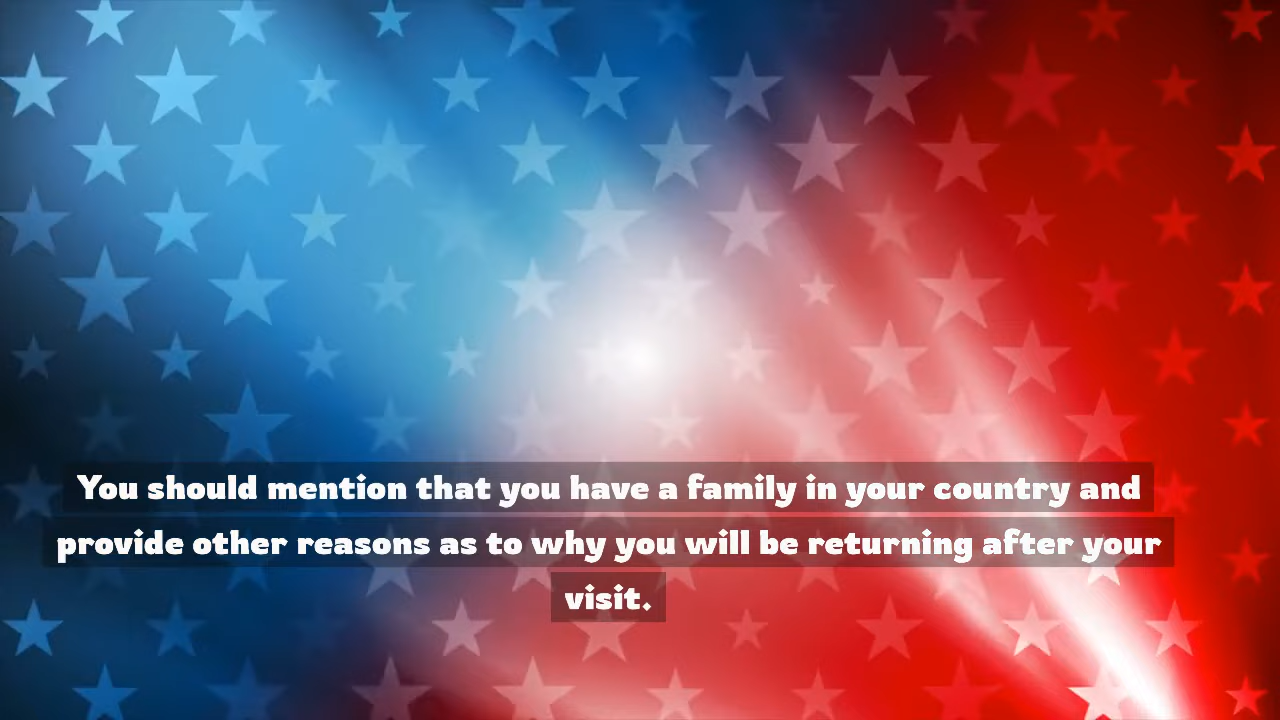 You should mention that you have a family in your country and
provide other reasons as to why you will be returning after your
visit.